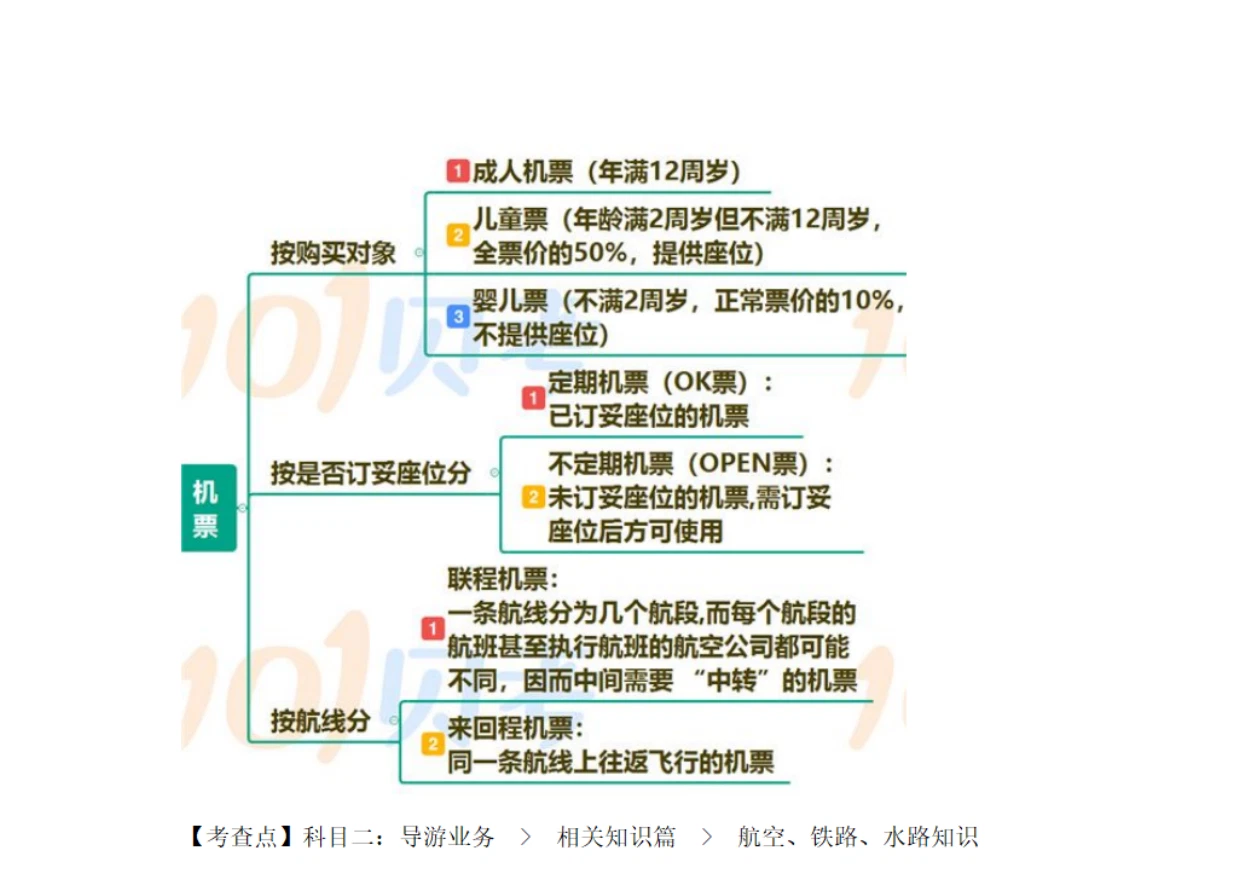 1 成人机票（年满12周岁）
2 儿童票（年龄满2周岁但不满12周岁，
全票价的50%，提供座位）
按购买对象
3 婴儿票（不满2周岁，正常票价的10%，
不提供座位）
1 定期机票（OK票）：
已订妥座位的机票
按是否订妥座位分
2 不定期机票（OPEN票）：
未订妥座位的机票,需订妥
座位后方可使用
机
票
1 联程机票：
一条航线分为几个航段,而每个航段的
航班甚至执行航班的航空公司都可能
不同，因而中间需要 “中转”的机票
按航线分
2 来回程机票：
同一条航线上往返飞行的机票
101贝考
101贝考
【考查点】科目二：导游业务 > 相关知识篇 > 航空、铁路、水路知识